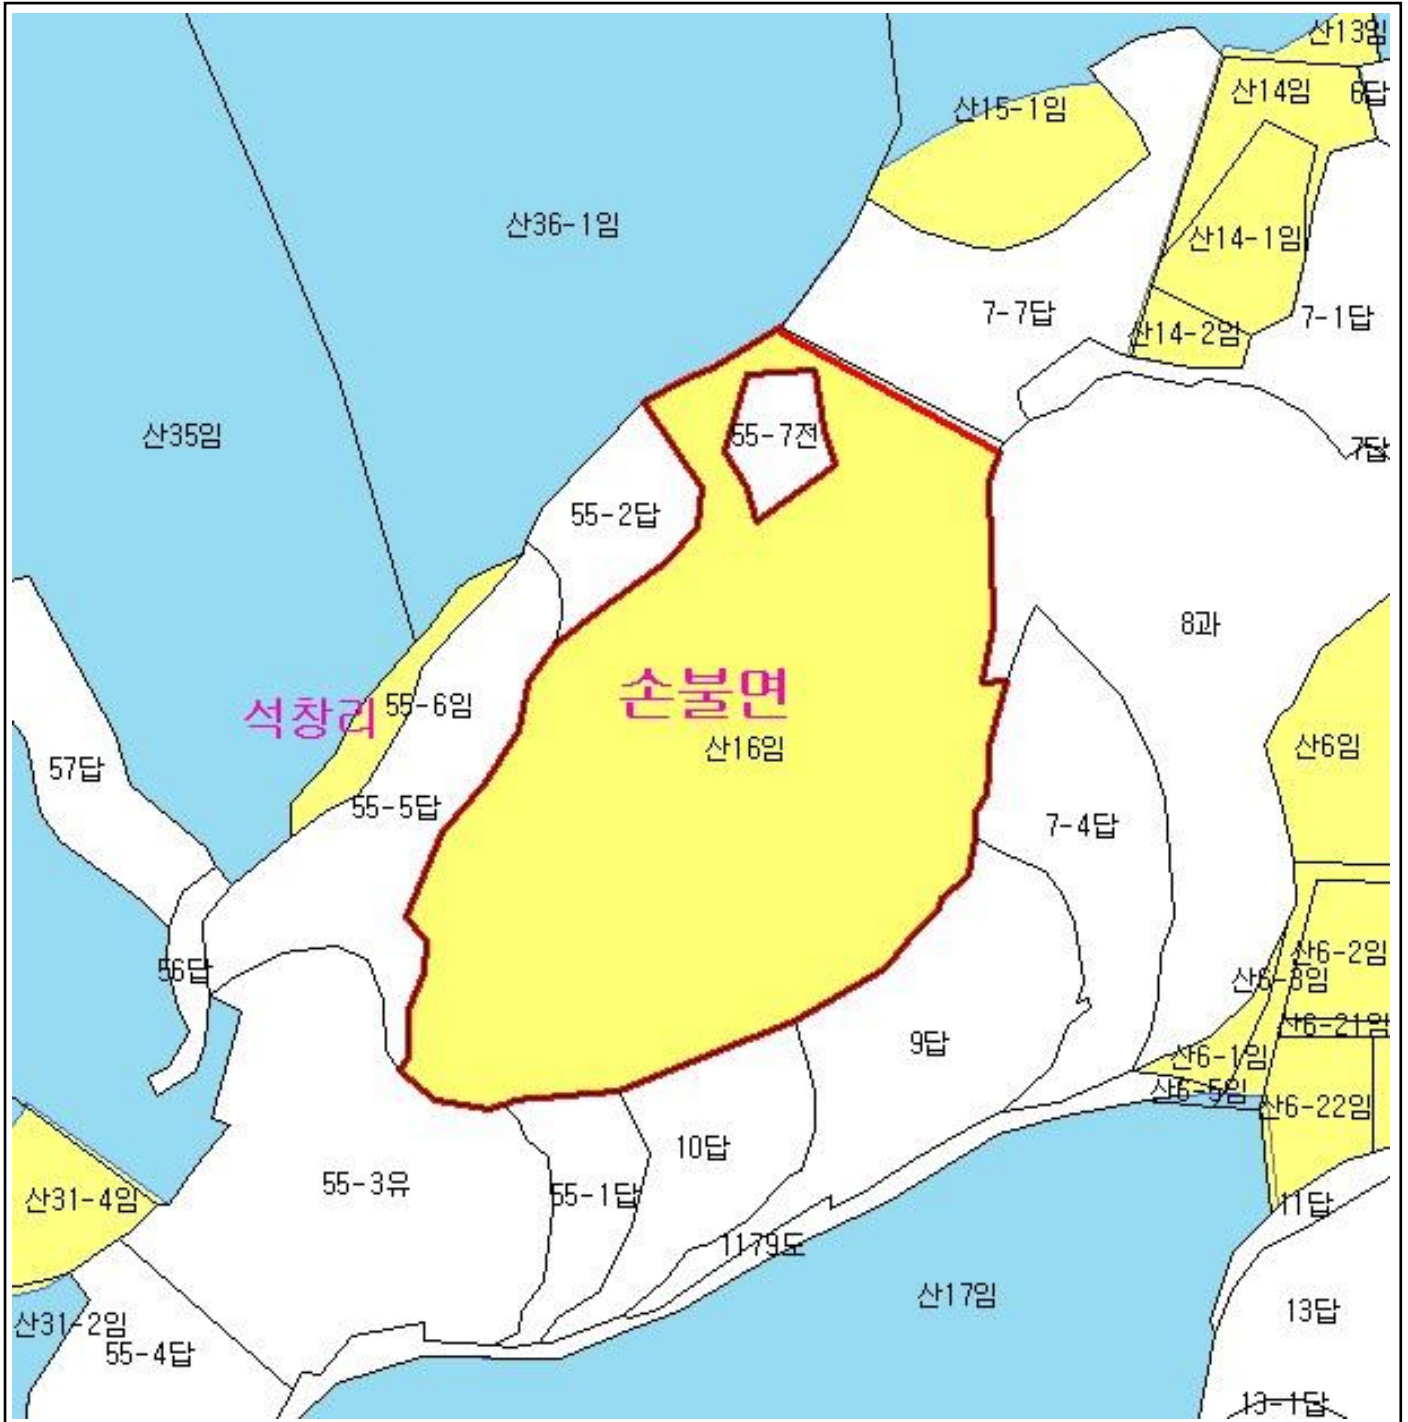 산13임
산14임
6답
산15-1임
산36-1임
산14-1임
7-7답
7-1답
산14-2임
산35임
55-7전
7답
55-2답
8과
손불면
석창리
55-6임
산16임
산6임
57답
55-5답
7-4답
56답
산6-2임
산6-3임
산6-21임
9답
산6-1임
산6-5임
산6-22임
10답
55-3유
55-1답
산31-4임
11답
1179도
산17임
13답
산31-2임
55-4답
13-1답